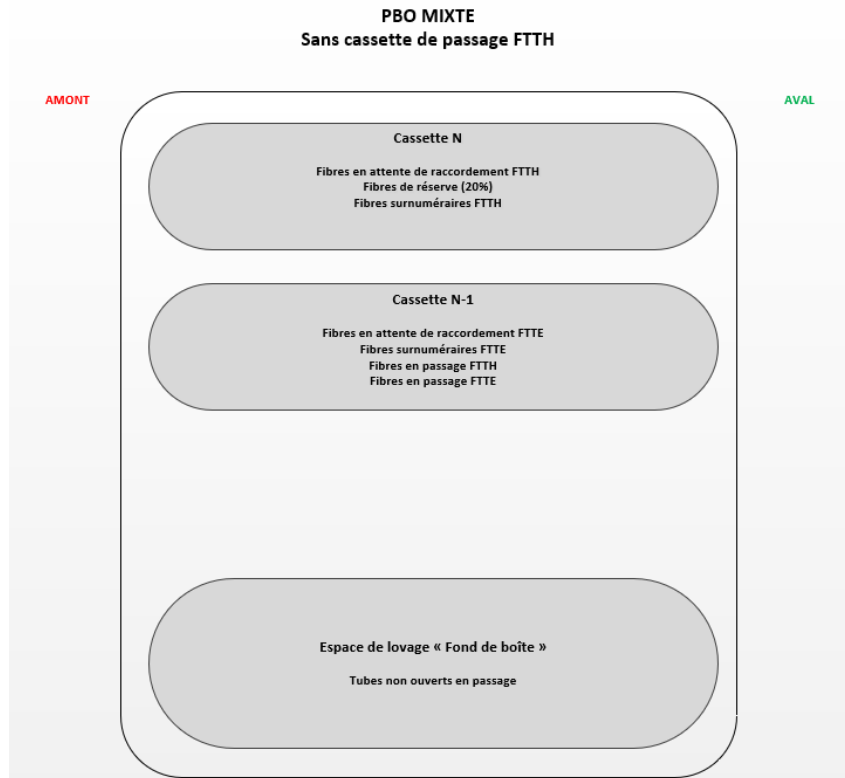 PBO MIXTE
Sans cassette de passage FTTH
AMONT
AVAL
Cassette N
Fibres en attente de raccordement FTTH
Fibres de réserve (20%)
Fibres surnuméraires FTTH
Cassette N-1
Fibres en attente de raccordement FTTE
Fibres surnuméraires FTTE
Fibres en passage FTTH
Fibres en passage FTTE
Espace de lovage « Fond de boîte »
Tubes non ouverts en passage